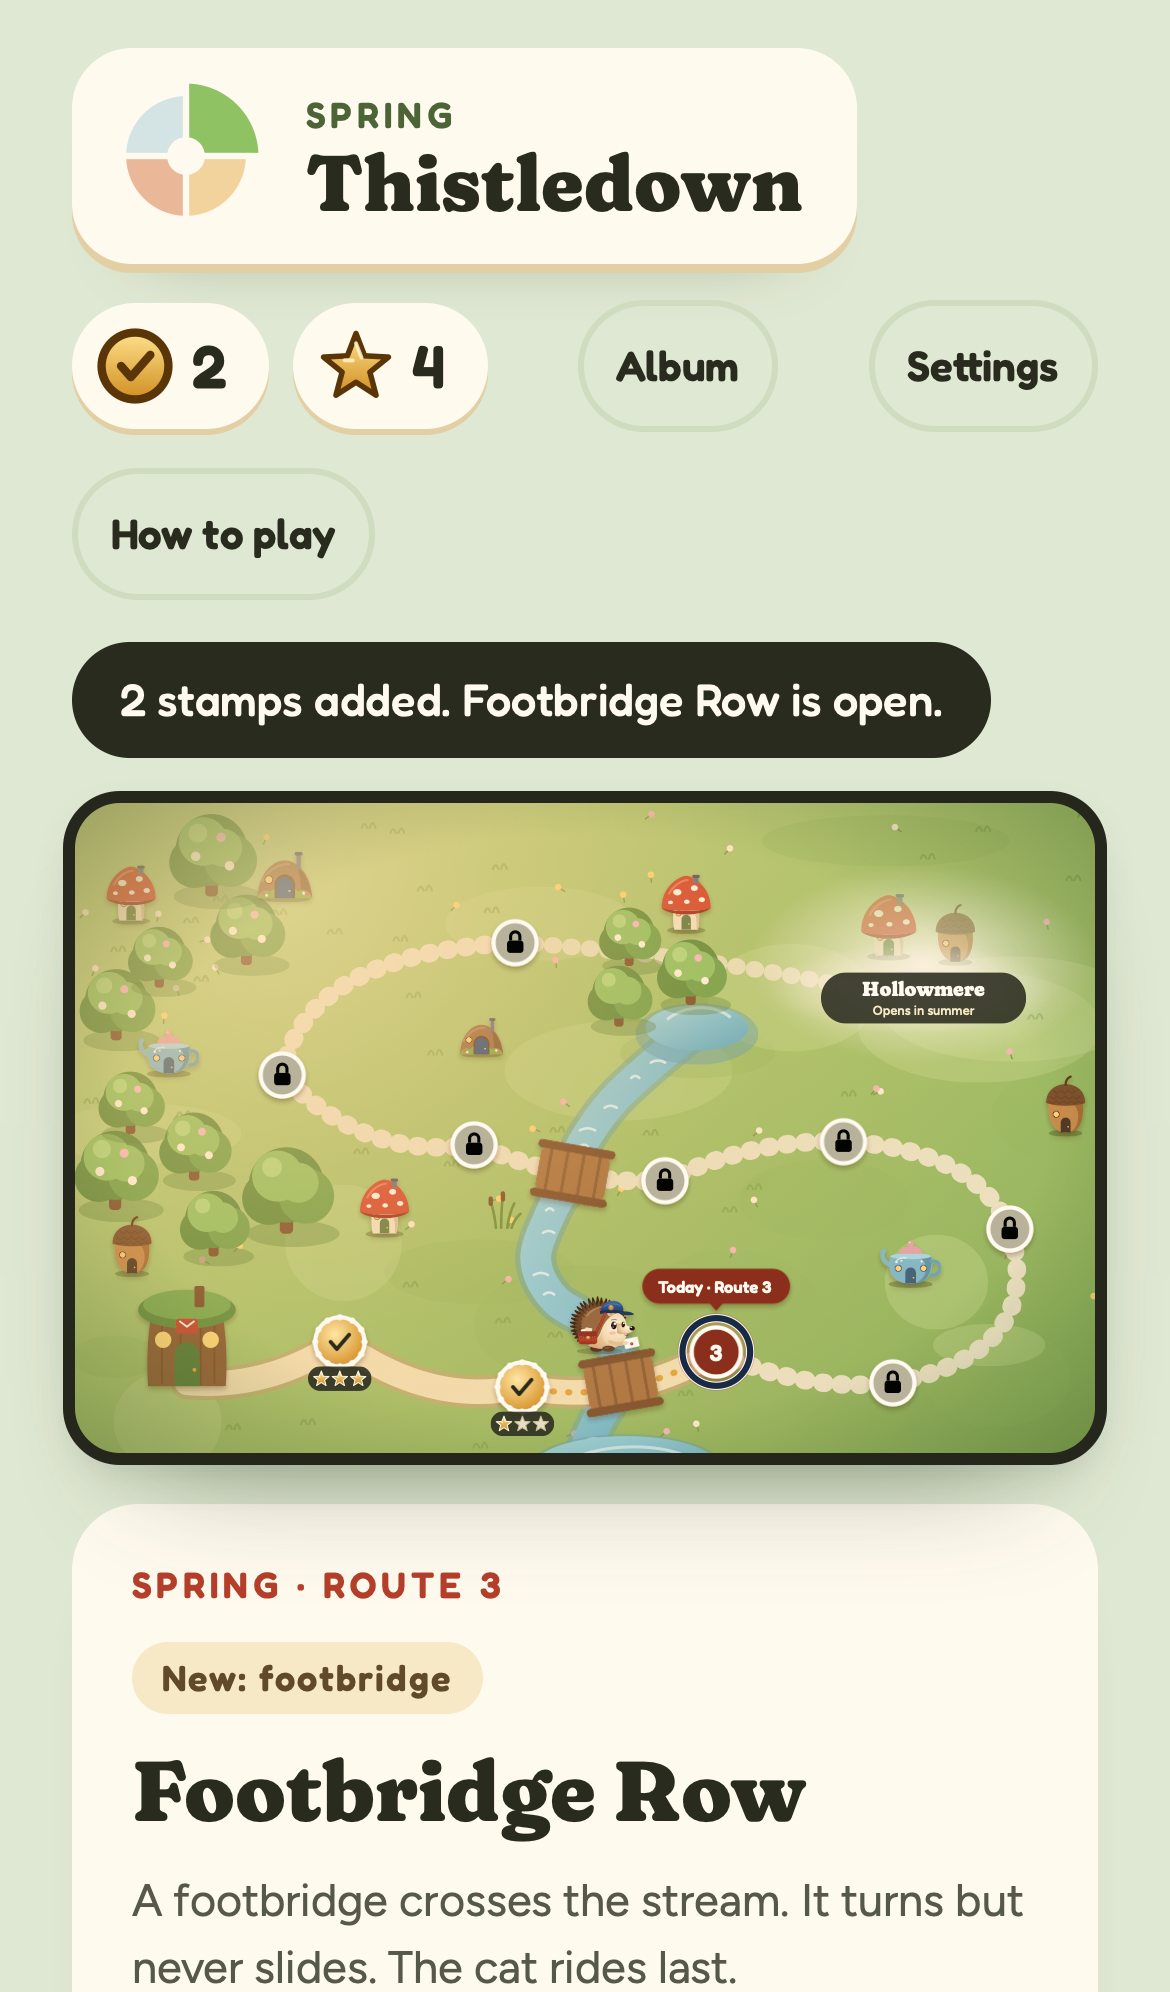 SPRING
Thistledown
2
4
Album
Settings
How to play
2 stamps added. Footbridge Row is open.
Hollowmere
Opens in summer
Today · Route 3
3
SPRING · ROUTE 3
New: footbridge
Footbridge Row
A footbridge crosses the stream. It turns but
never slides. The cat rides last.